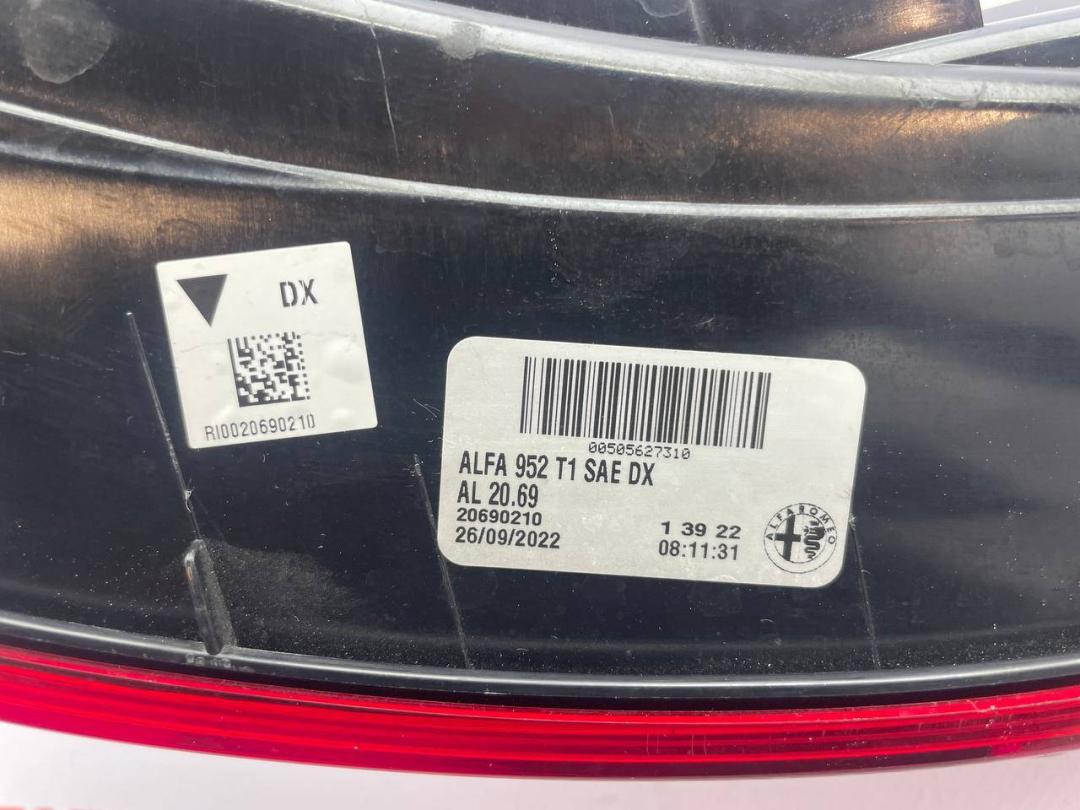 DX
RI0020690210
00505627310
ALFA 952 T1 SAE DX
AL 20.69
20690210
26/09/2022
1 39 22
08:11:31
ALFA ROMEO